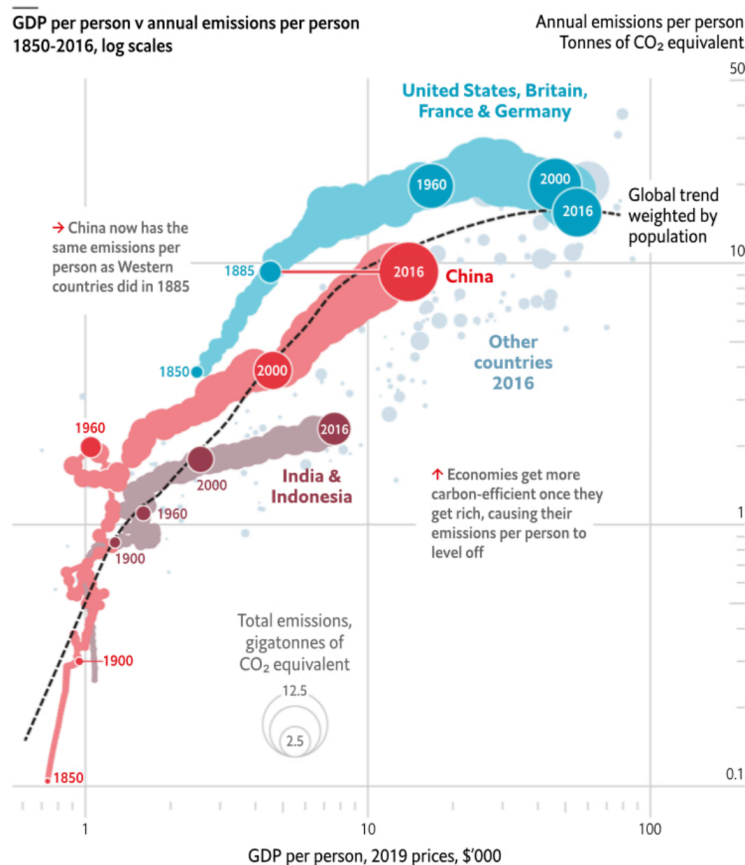 GDP per person v annual emissions per person
1850-2016, log scales
Annual emissions per person
Tonnes of CO₂ equivalent
50
United States, Britain,
France & Germany
1960
2000
2016
Global trend
weighted by
population
→ China now has the
same emissions per
person as Western
countries did in 1885
1885
2016
China
10
1850
2000
Other
countries
2016
1960
2016
2000
India &
Indonesia
↑ Economies get more
carbon-efficient once they
get rich, causing their
emissions per person to
level off
1960
1
1900
Total emissions,
gigatonnes of
CO₂ equivalent
12.5
2.5
1900
1850
0.1
1
10
100
GDP per person, 2019 prices, $'000